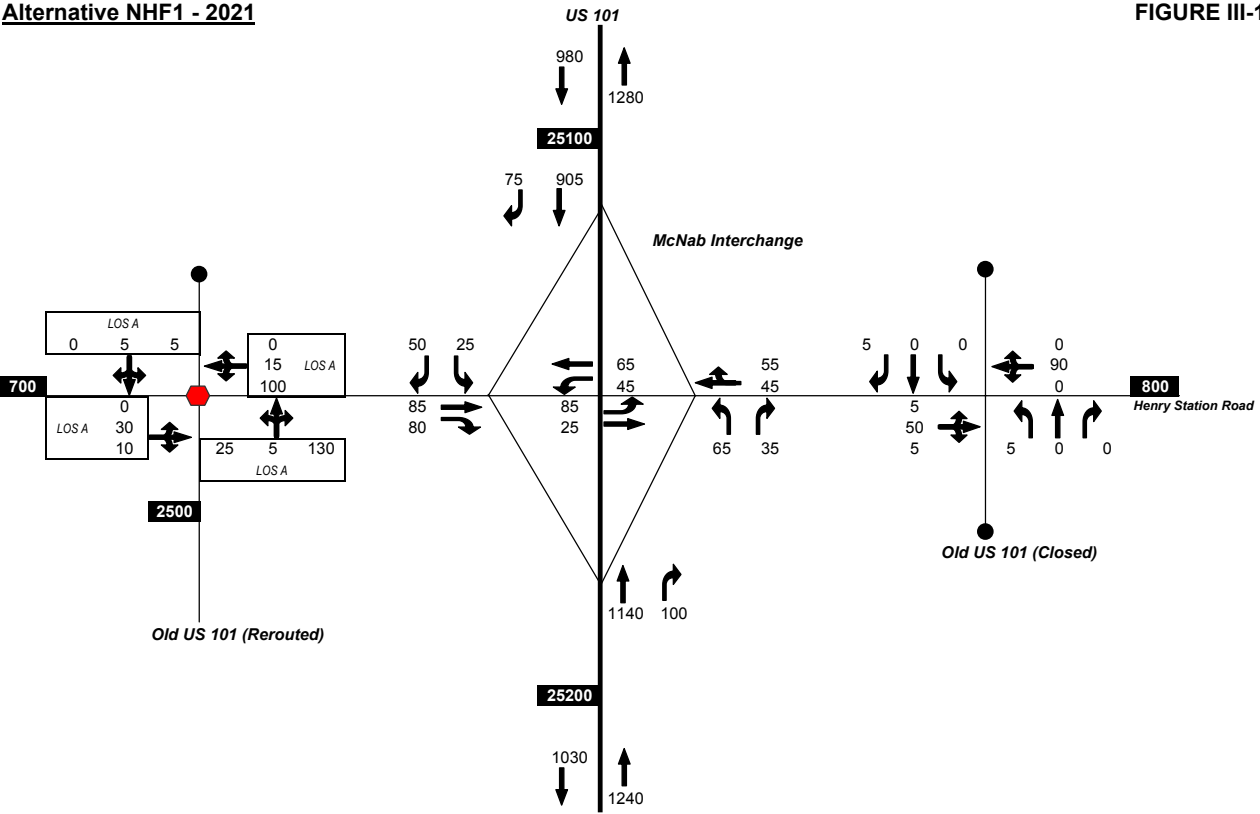 Alternative NHF1 - 2021
US 101
FIGURE III-1
980
1280
25100
75 905
McNab Interchange
LOS A
0 5 5
0
15 LOS A
100
50 25
65
45
55
45
5 0 0
0
90
0
700
800
Henry Station Road
0
LOS A 30
10
85
80
85
25
5
50
5
25 5 130
LOS A
65 35
5 0 0
2500
Old US 101 (Closed)
1140 100
Old US 101 (Rerouted)
25200
1030
1240